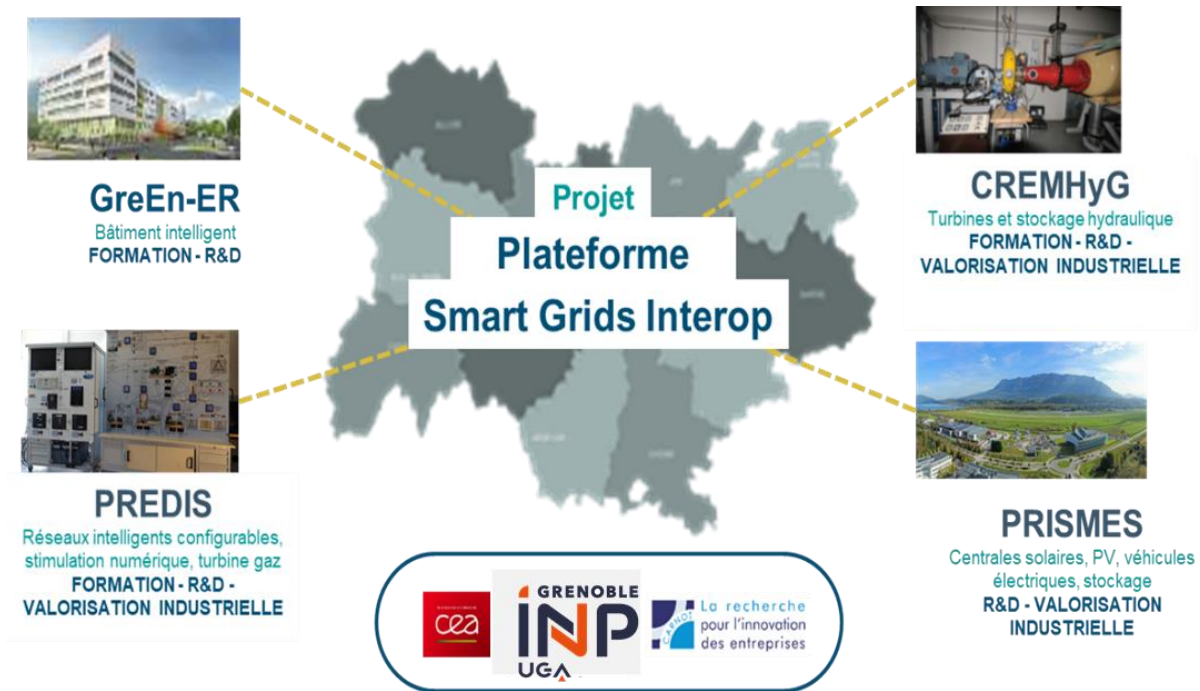 Projet
Plateforme
Smart Grids Interop
GreEn-ER
Bâtiment intelligent
FORMATION - R&D
CREMHyG
Turbines et stockage hydraulique
FORMATION - R&D -
VALORISATION INDUSTRIELLE
PREDIS
Réseaux intelligents configurables,
stimulation numérique, turbine gaz
FORMATION - R&D -
VALORISATION INDUSTRIELLE
PRISMES
Centrales solaires, PV, véhicules
électriques, stockage
R&D - VALORISATION
INDUSTRIELLE
cea
GRENOBLE
INP
UGA
CARNOT
La recherche
pour l'innovation
des entreprises